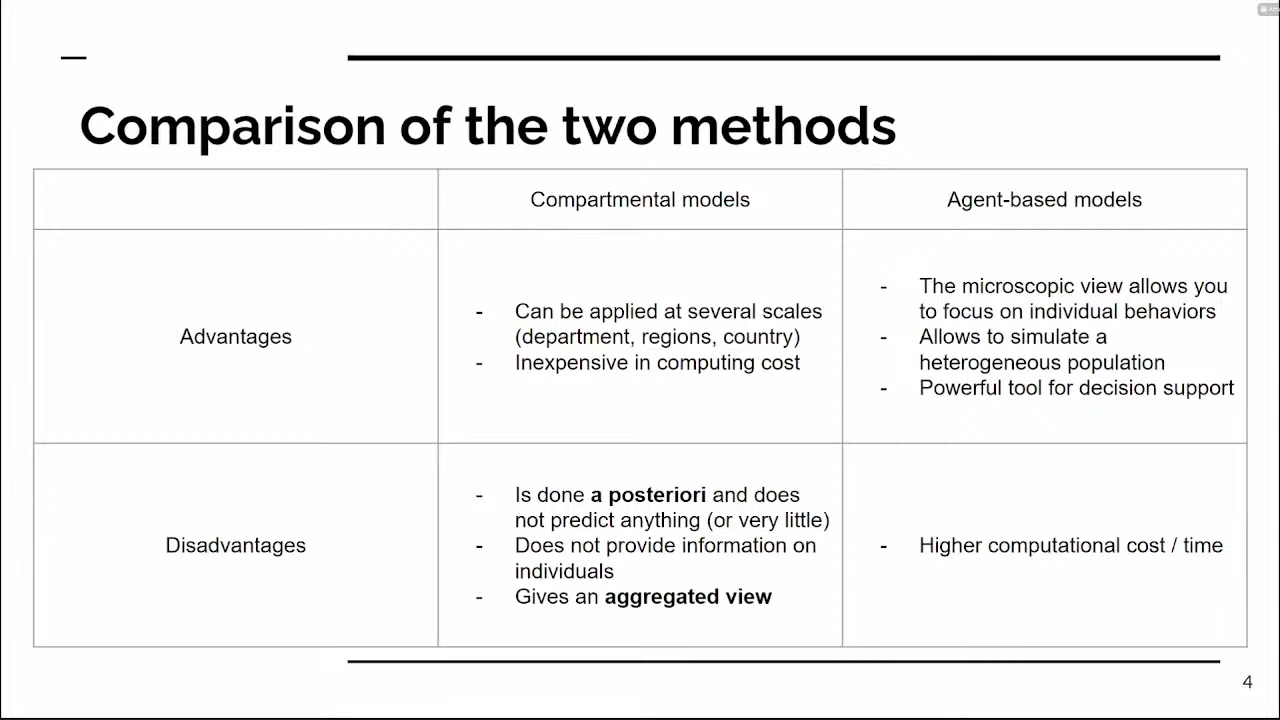 Comparison of the two methods
Compartmental models
Agent-based models
Advantages
- Can be applied at several scales
(department, regions, country)
- Inexpensive in computing cost
- The microscopic view allows you
to focus on individual behaviors
- Allows to simulate a
heterogeneous population
- Powerful tool for decision support
Disadvantages
- Is done a posteriori and does
not predict anything (or very little)
- Does not provide information on
individuals
- Gives an aggregated view
- Higher computational cost / time
4